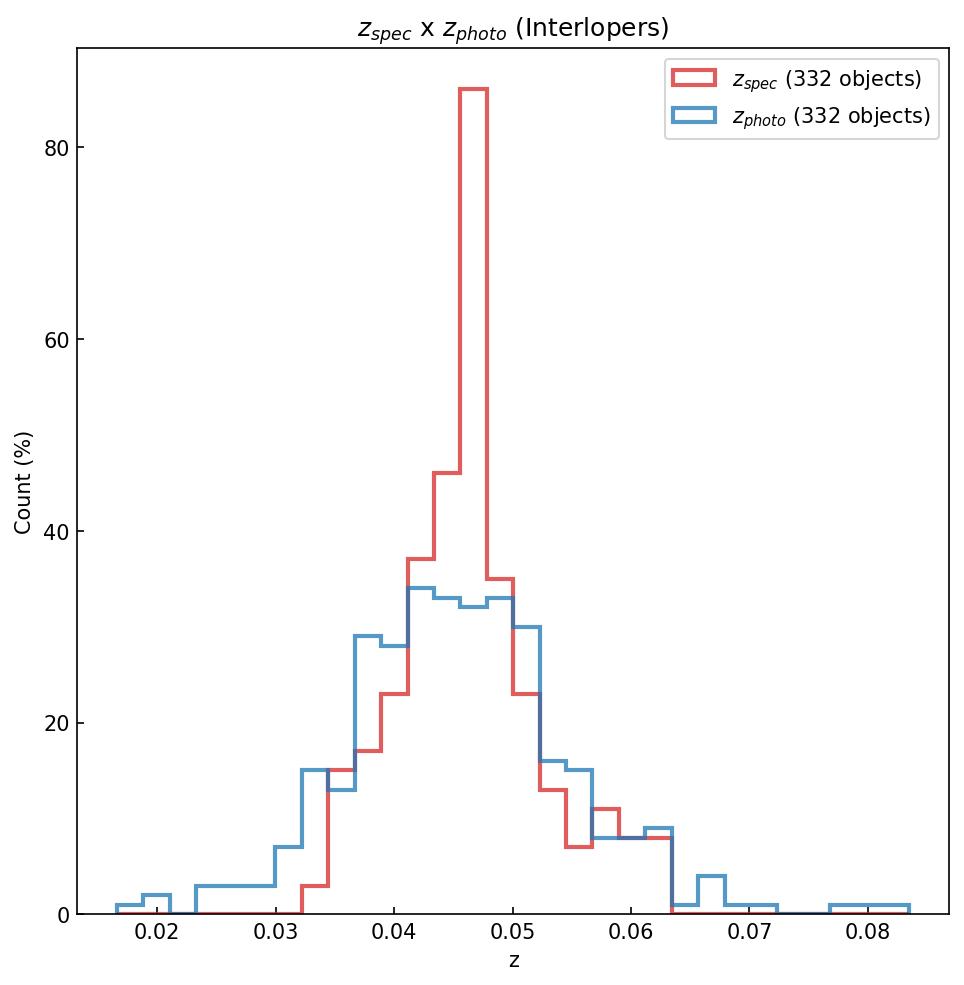 z_spec x z_photo (Interlopers)
z_spec (332 objects)
z_photo (332 objects)
Count (%)
80
60
40
20
0
0.02 0.03 0.04 0.05 0.06 0.07 0.08
z